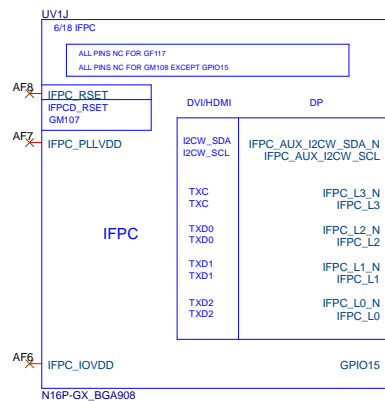 UV1J
6/18 IFPC
ALL PINS NC FOR GF117
ALL PINS NC FOR GM108 EXCEPT GPIO15
AF8
IFPC_RSET
IFPCD_RSET
GM107
DVI/HDMI DP
AF7
IFPC_PLLVDD
I2CW_SDA IFPC_AUX_I2CW_SDA_N
I2CW_SCL IFPC_AUX_I2CW_SCL
TXC IFPC_L3_N
TXC IFPC_L3
IFPC
TXD0 IFPC_L2_N
TXD0 IFPC_L2
TXD1 IFPC_L1_N
TXD1 IFPC_L1
TXD2 IFPC_L0_N
TXD2 IFPC_L0
AF6
IFPC_IOVDD GPIO15
N16P-GX_BGA908